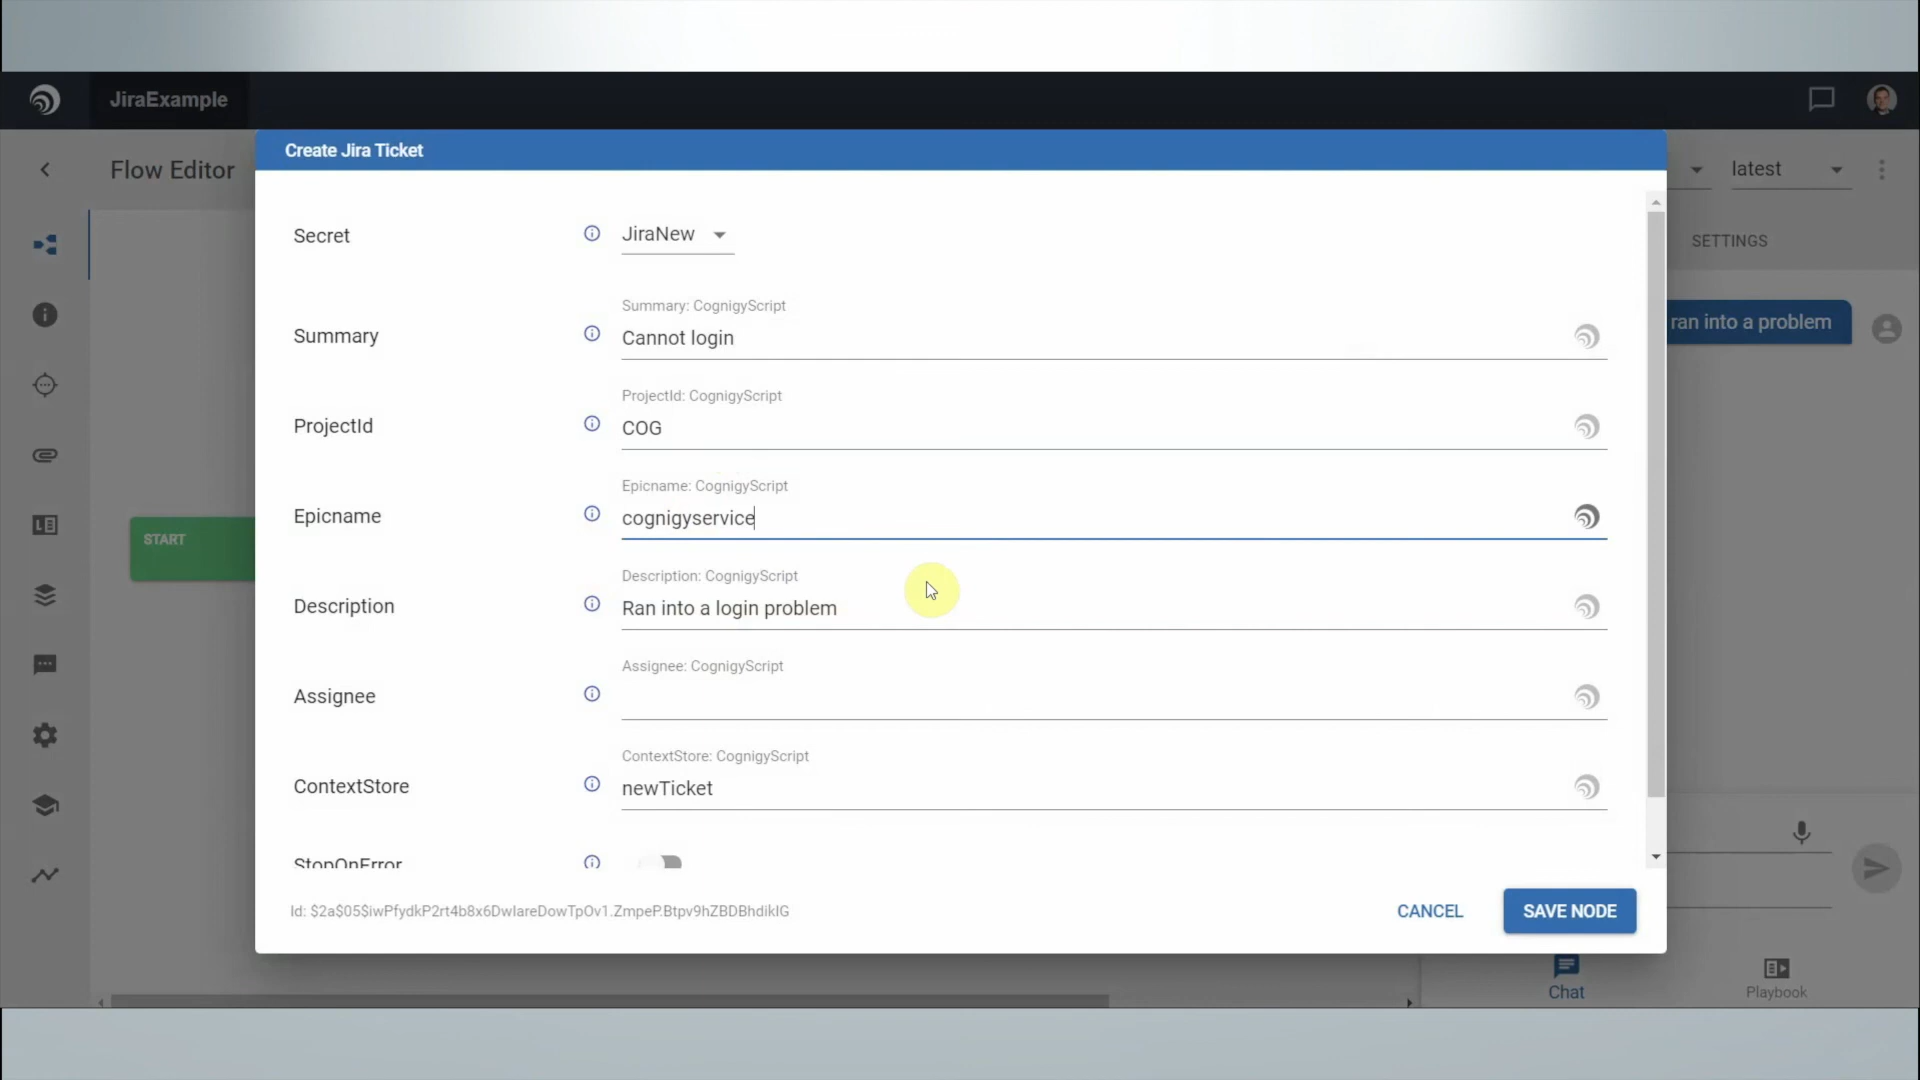 JiraExample
Create Jira Ticket
Flow Editor
latest
SETTINGS
Secret
JiraNew
Summary: CognigyScript
Summary
Cannot login
ran into a problem
ProjectId: CognigyScript
ProjectId
COG
Epicname: CognigyScript
Epicname
cognigyservice
START
Description: CognigyScript
Description
Ran into a login problem
Assignee: CognigyScript
Assignee
ContextStore: CognigyScript
ContextStore
newTicket
StopOnError
Id: $2a$05$iwPfydkP2rt4b8x6DwIareDowTpOv1.ZmpeP.Btpv9hZBDBhdikIG
CANCEL
SAVE NODE
Chat
Playbook